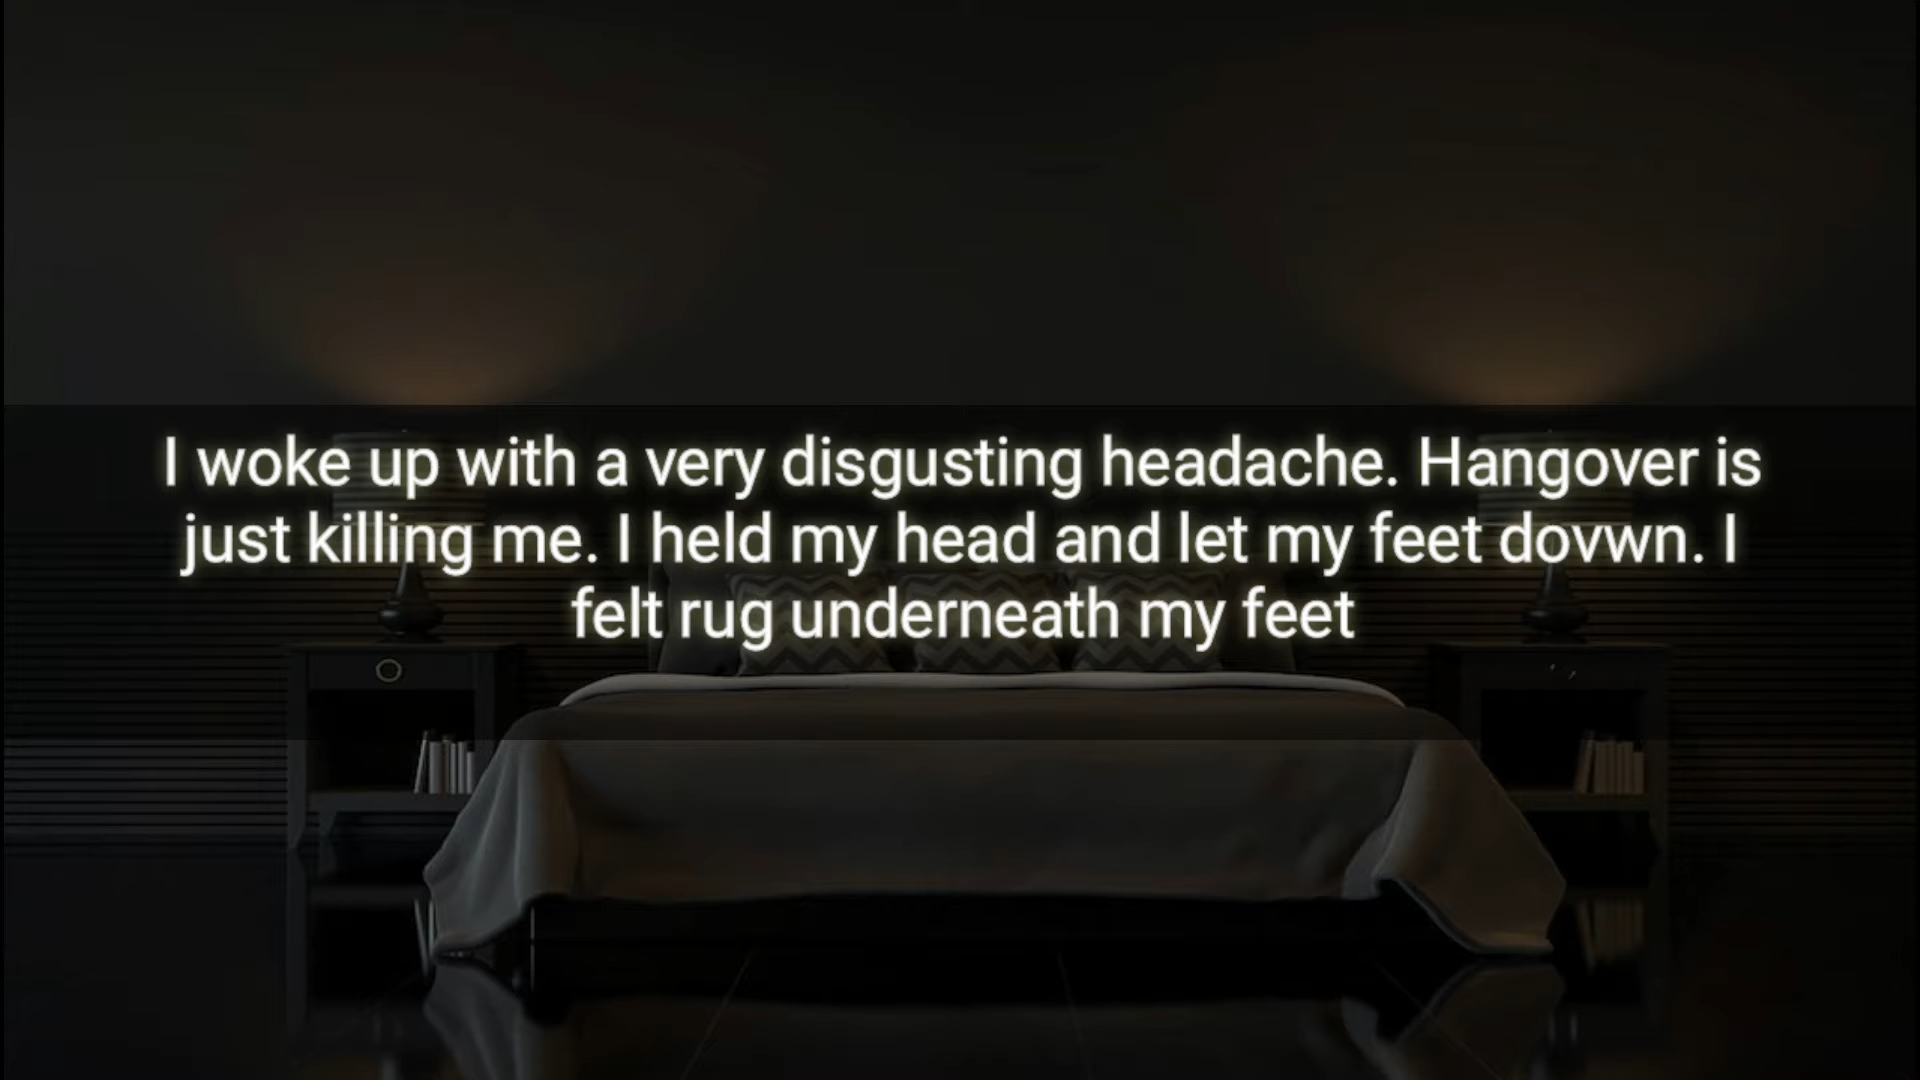 I woke up with a very disgusting headache. Hangover is
just killing me. I held my head and let my feet dovwn. I
felt rug underneath my feet